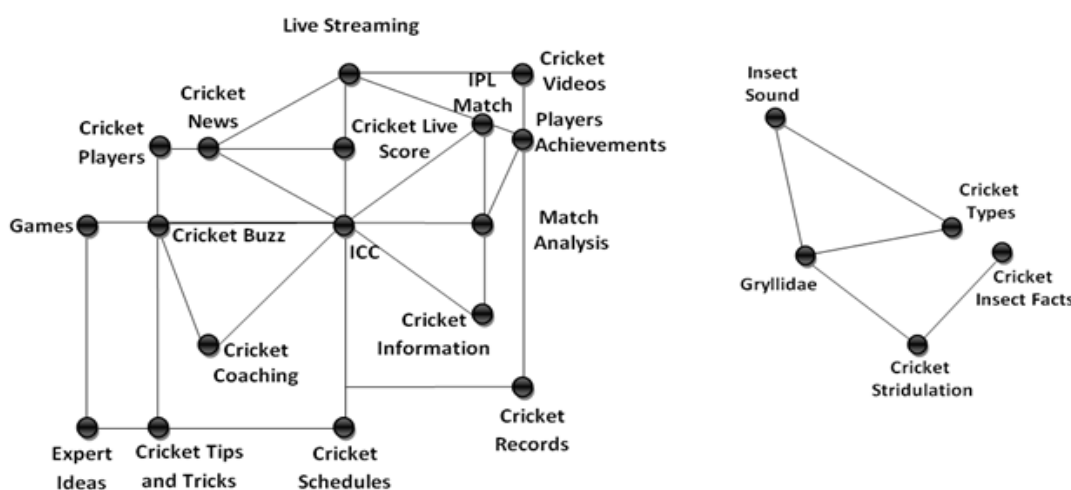 Live Streaming
Cricket
Videos
IPL
Match
Cricket
News
Cricket
Players
Cricket Live
Score
Players
Achievements
Games
Cricket Buzz
ICC
Match
Analysis
Cricket
Information
Cricket
Coaching
Cricket
Records
Expert
Ideas
Cricket Tips
and Tricks
Cricket
Schedules
Insect
Sound
Cricket
Types
Gryllidae
Cricket
Insect Facts
Cricket
Stridulation